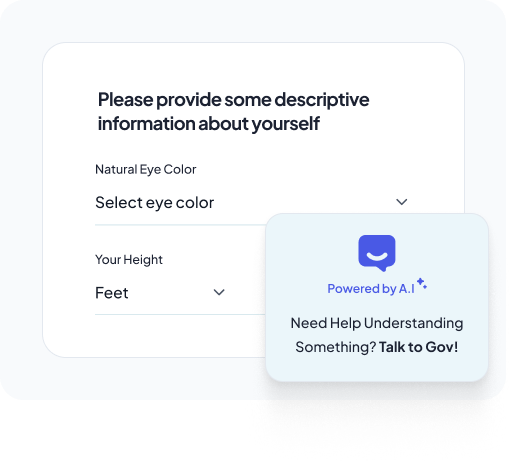 Please provide some descriptive
information about yourself
Natural Eye Color
Select eye color
Your Height
Feet
Powered by A.I
Need Help Understanding
Something? Talk to Gov!